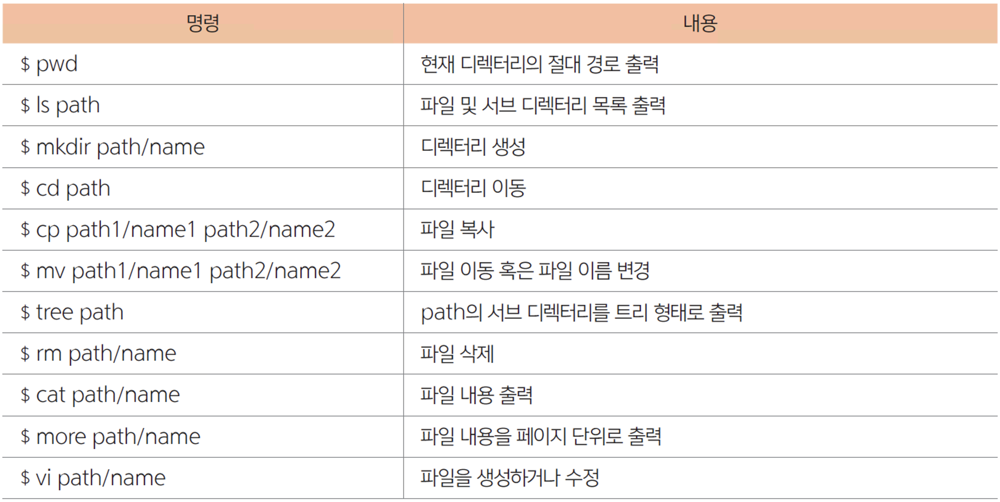 명령 내용
$ pwd 현재 디렉터리의 절대 경로 출력
$ ls path 파일 및 서브 디렉터리 목록 출력
$ mkdir path/name 디렉터리 생성
$ cd path 디렉터리 이동
$ cp path1/name1 path2/name2 파일 복사
$ mv path1/name1 path2/name2 파일 이동 혹은 파일 이름 변경
$ tree path path의 서브 디렉터리를 트리 형태로 출력
$ rm path/name 파일 삭제
$ cat path/name 파일 내용 출력
$ more path/name 파일 내용을 페이지 단위로 출력
$ vi path/name 파일을 생성하거나 수정